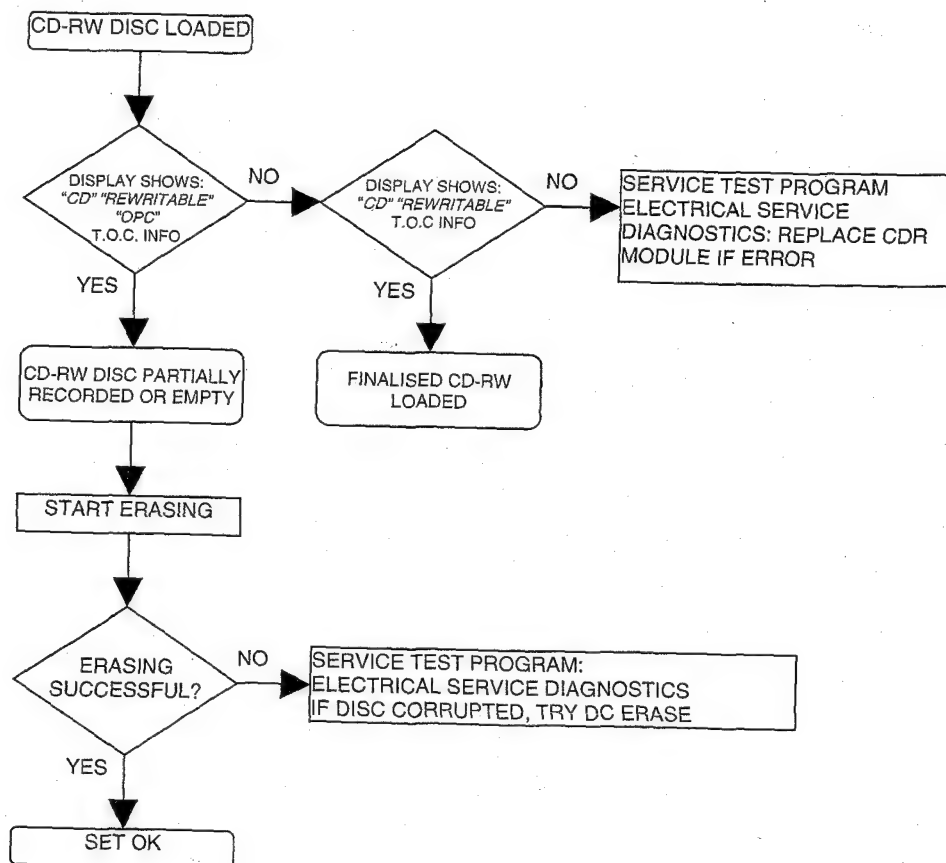 CD-RW DISC LOADED
DISPLAY SHOWS:
"CD" "REWRITABLE"
"OPC"
T.O.C. INFO
NO
DISPLAY SHOWS:
"CD" "REWRITABLE"
T.O.C INFO
NO
SERVICE TEST PROGRAM
ELECTRICAL SERVICE
DIAGNOSTICS: REPLACE CDR
MODULE IF ERROR
YES
YES
CD-RW DISC PARTIALLY
RECORDED OR EMPTY
FINALISED CD-RW
LOADED
START ERASING
ERASING
SUCCESSFUL?
NO
SERVICE TEST PROGRAM:
ELECTRICAL SERVICE DIAGNOSTICS
IF DISC CORRUPTED, TRY DC ERASE
YES
SET OK